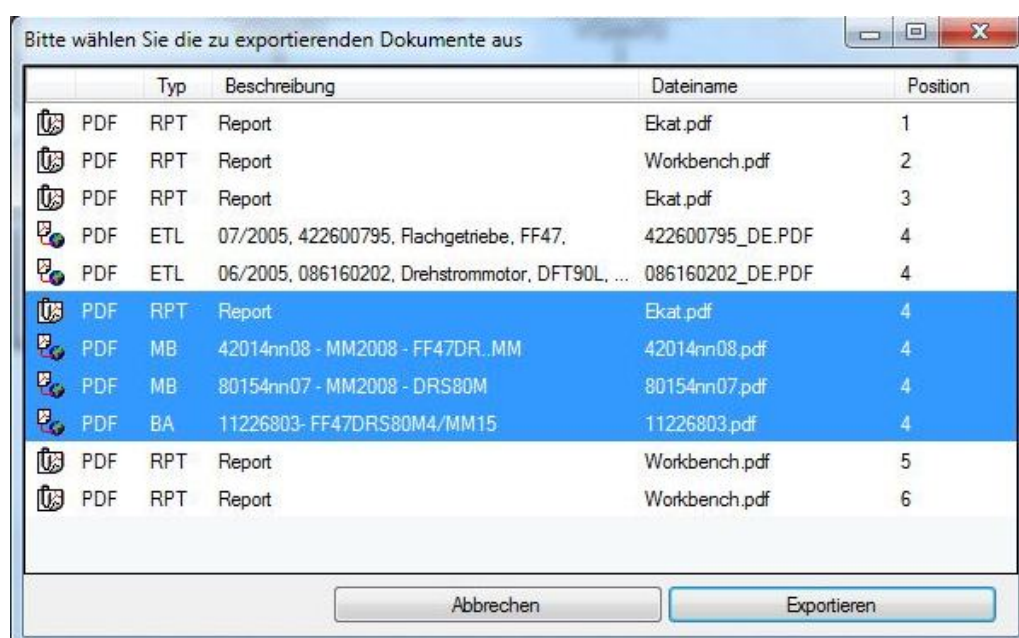 Bitte wählen Sie die zu exportierenden Dokumente aus
Typ Beschreibung Dateiname Position
PDF RPT Report Ekat.pdf 1
PDF RPT Report Workbench.pdf 2
PDF RPT Report Ekat.pdf 3
PDF ETL 07/2005, 422600795, Flachgetriebe, FF47, 422600795_DE.PDF 4
PDF ETL 06/2005, 086160202, Drehstrommotor, DFT90L, ... 086160202_DE.PDF 4
PDF RPT Report Ekat.pdf 4
PDF MB 42014nn08 - MM2008 - FF47DR..MM 42014nn08.pdf 4
PDF MB 80154nn07 - MM2008 - DRS80M 80154nn07.pdf 4
PDF BA 11226803- FF47DRS80M4/MM15 11226803.pdf 4
PDF RPT Report Workbench.pdf 5
PDF RPT Report Workbench.pdf 6
Abbrechen Exportieren